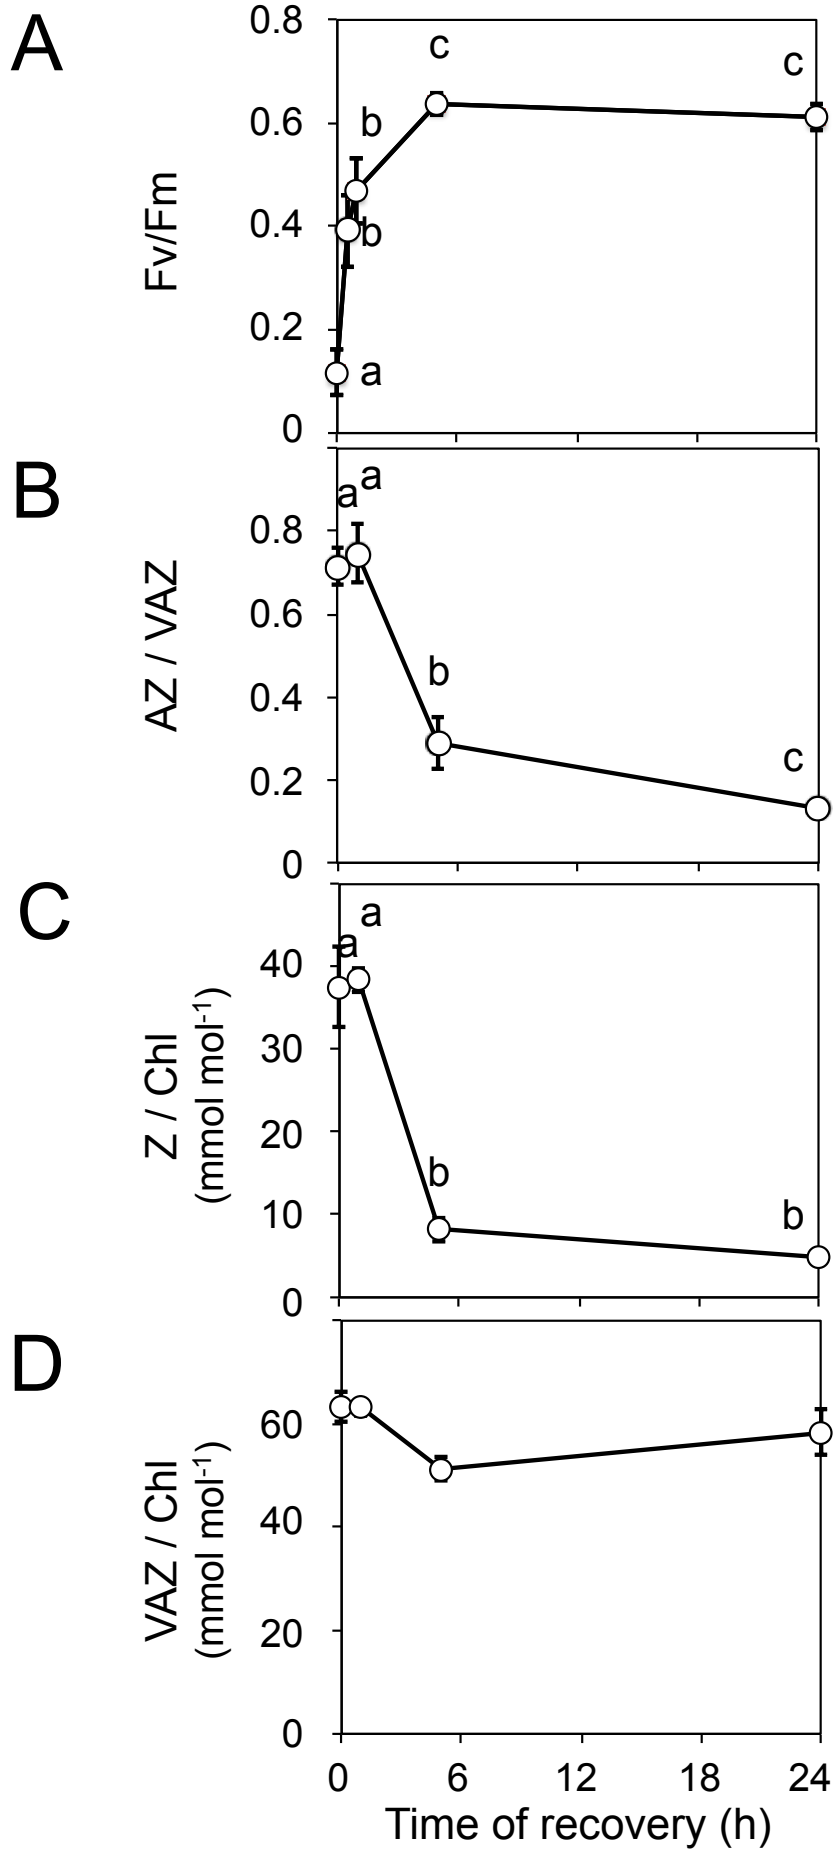 A
0.8
0.6
0.4
0.2
0
Fv/Fm
c
c
b
b
a
B
0.8
0.6
0.4
0.2
0
AZ / VAZ
a
a
b
c
C
40
30
20
10
0
Z / Chl
(mmol mol⁻¹)
a
a
b
b
D
60
40
20
0
VAZ / Chl
(mmol mol⁻¹)
0 6 12 18 24
Time of recovery (h)